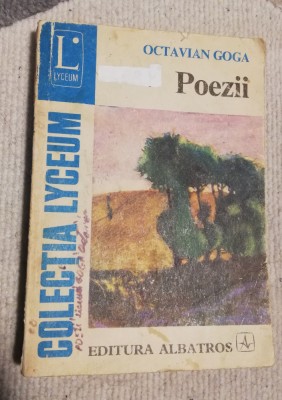 L
LYCEUM
OCTAVIAN GOGA
Poezii
COLECȚIA LYCEUM
EDITURA ALBATROS